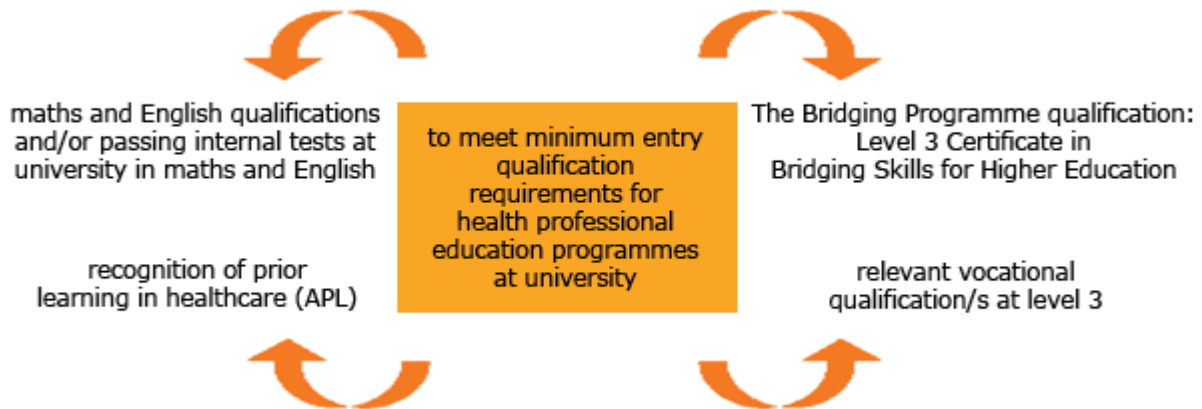 maths and English qualifications
and/or passing internal tests at
university in maths and English
recognition of prior
learning in healthcare (APL)
to meet minimum entry
qualification
requirements for
health professional
education programmes
at university
The Bridging Programme qualification:
Level 3 Certificate in
Bridging Skills for Higher Education
relevant vocational
qualification/s at level 3